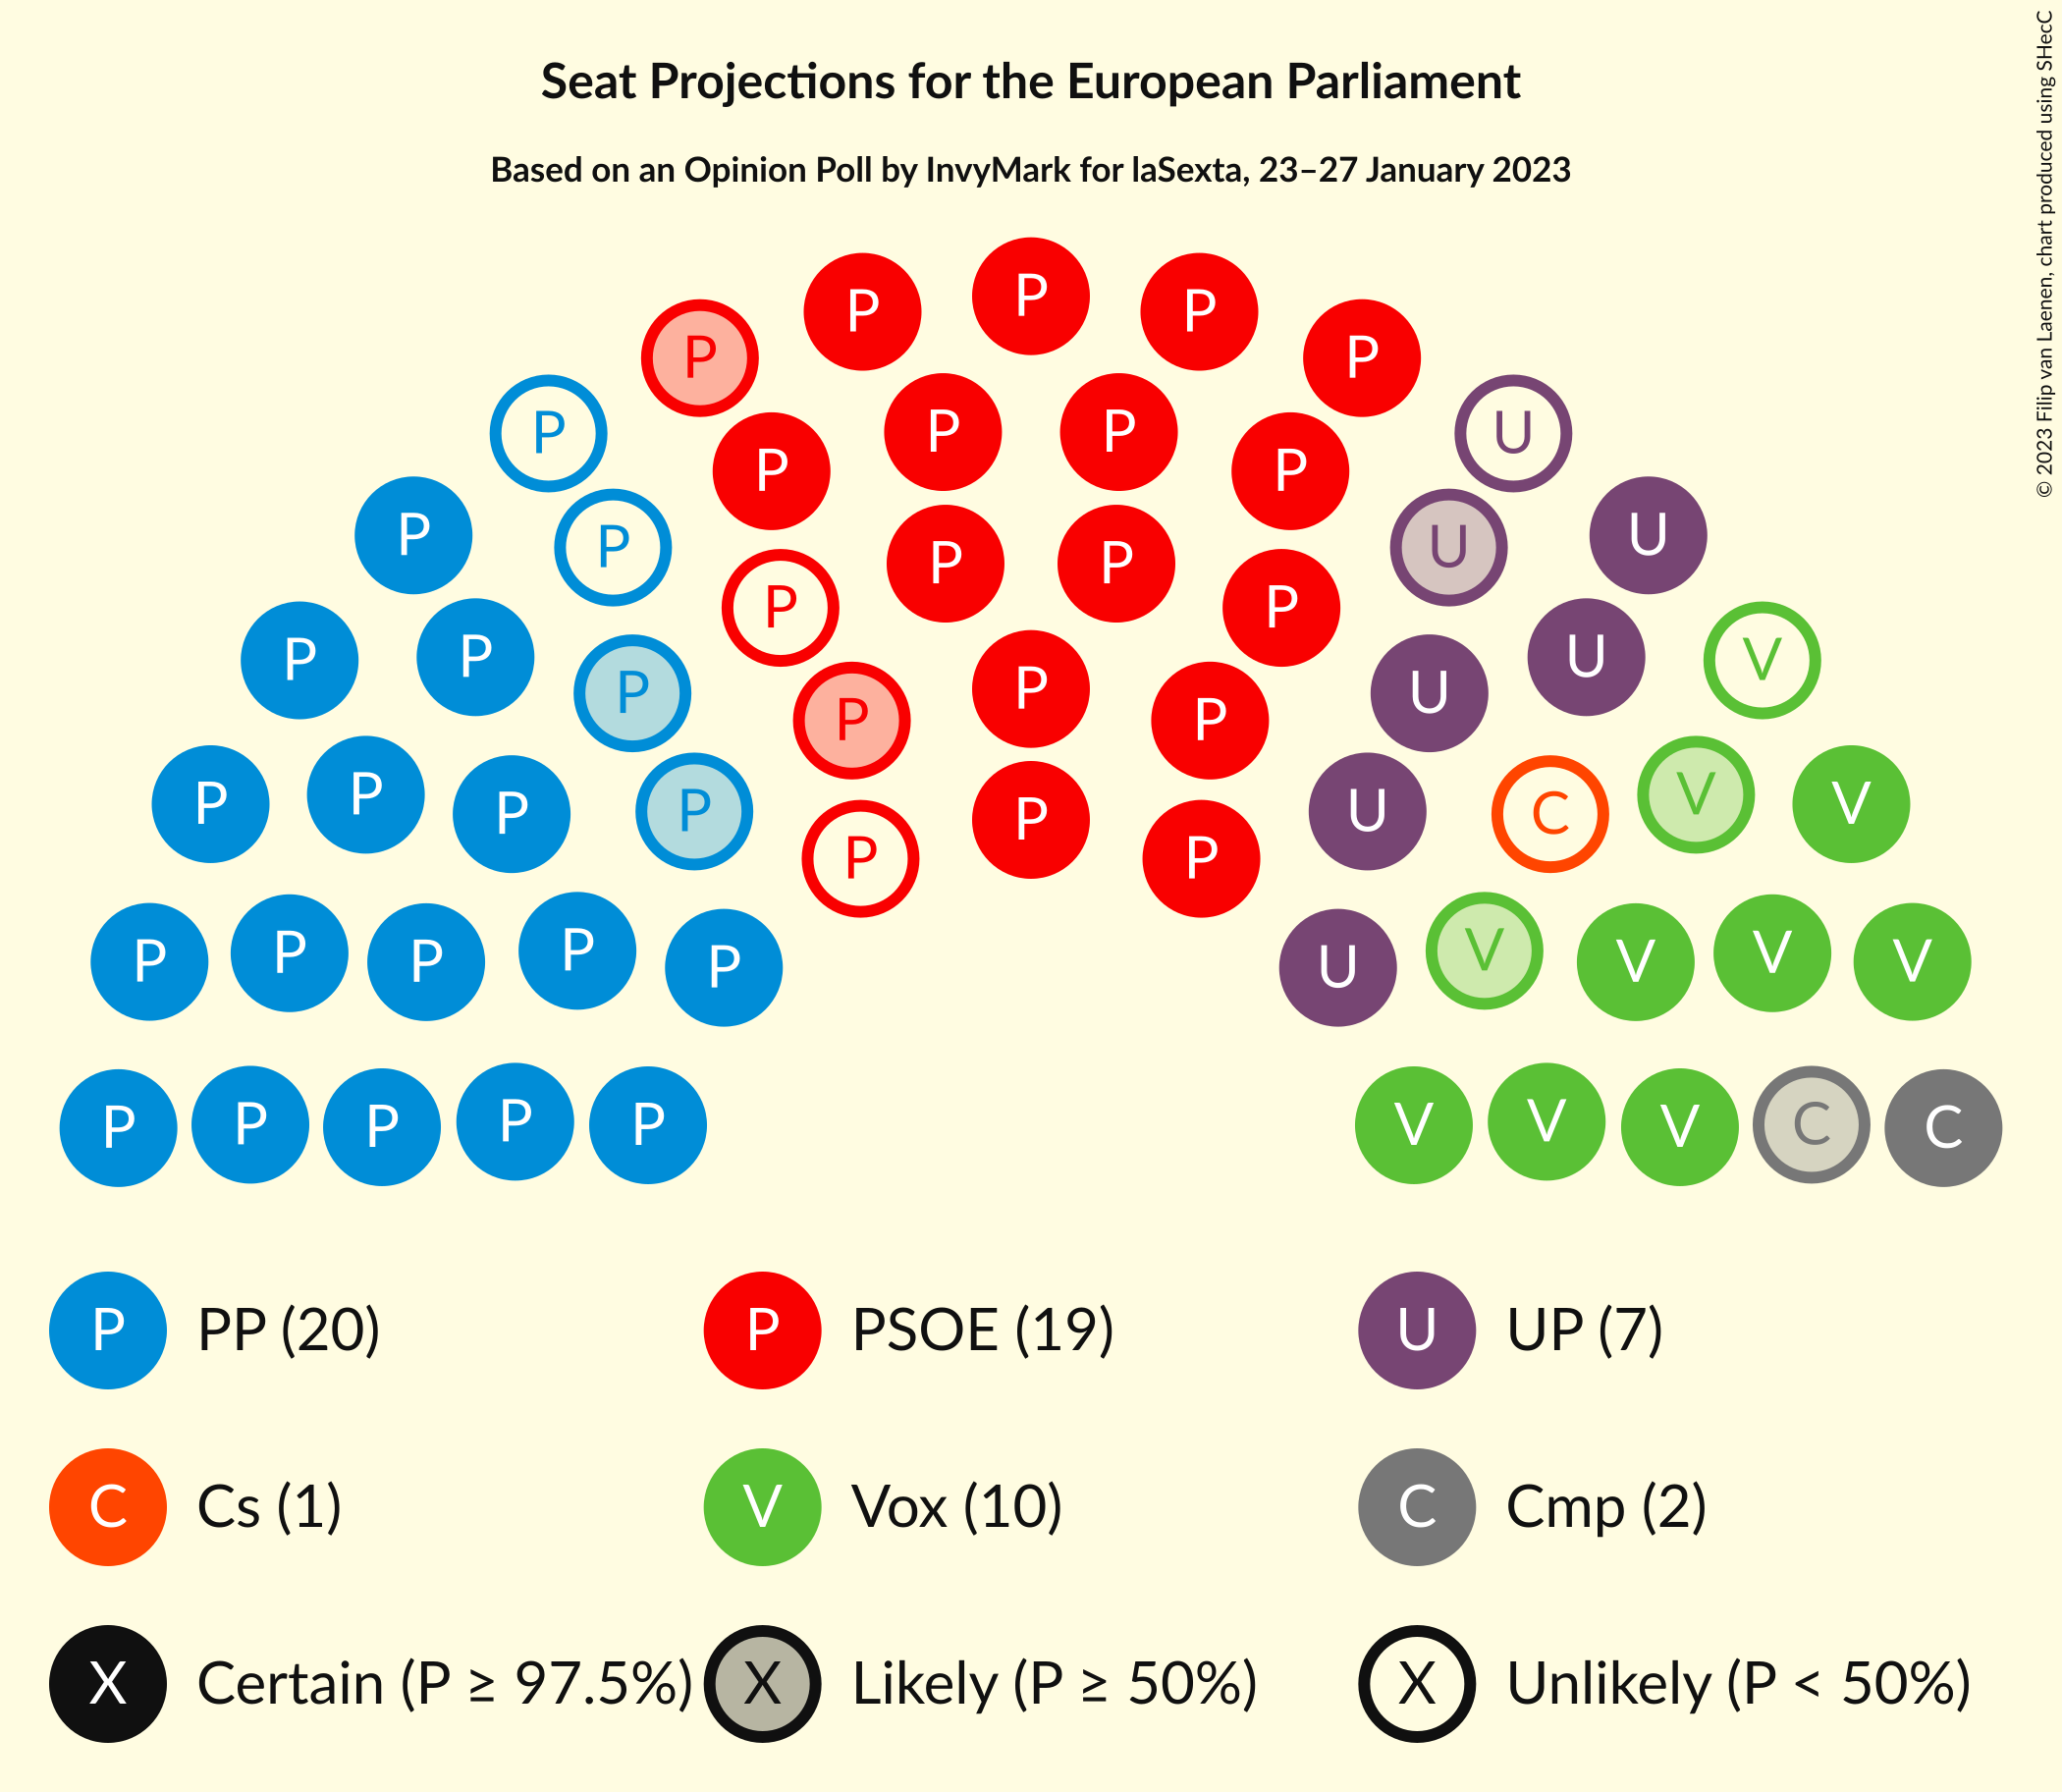 Seat Projections for the European Parliament
Based on an Opinion Poll by InvyMark for laSexta, 23–27 January 2023
© 2023 Filip van Laenen, chart produced using SHecC
P
P P
P P
P P
P U
P P
P P
P P U U
P P
P P P U
P P U V
P P U U
P P U
P P C V V
P P P U
P P P
P P V V V
P P P P U V
P P P P P V V V C C
P PP (20) P PSOE (19) U UP (7)
C Cs (1) V Vox (10) C Cmp (2)
X Certain (P ≥ 97.5%) X Likely (P ≥ 50%) X Unlikely (P < 50%)